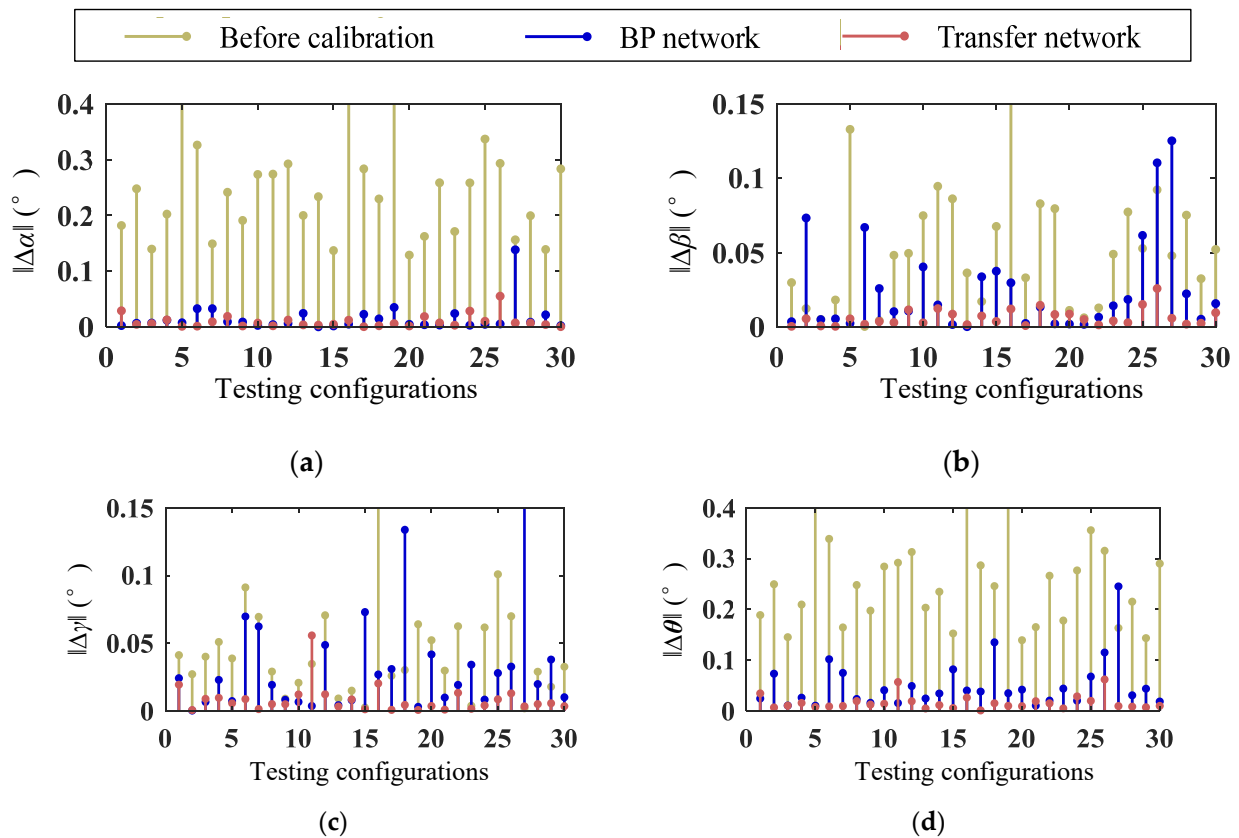 Before calibration BP network Transfer network
0.4
0.3
0.2
0.1
0
‖Δα‖ (°)
0 5 10 15 20 25 30
Testing configurations
(a)
0.15
0.1
0.05
0
‖Δβ‖ (°)
0 5 10 15 20 25 30
Testing configurations
(b)
0.15
0.1
0.05
0
‖Δγ‖ (°)
0 5 10 15 20 25 30
Testing configurations
(c)
0.4
0.3
0.2
0.1
0
‖Δθ‖ (°)
0 5 10 15 20 25 30
Testing configurations
(d)